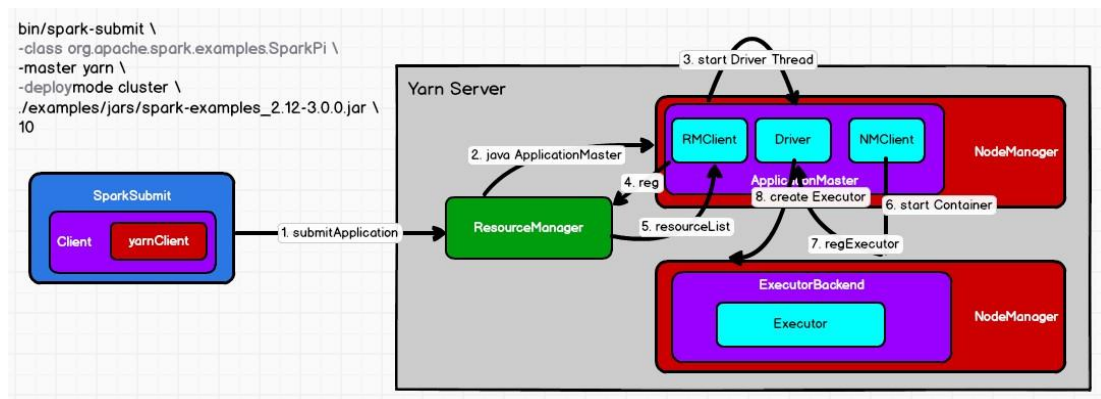 bin/spark-submit \
-class org.apache.spark.examples.SparkPi \
-master yarn \
-deploymode cluster \
./examples/jars/spark-examples_2.12-3.0.0.jar \
10
Yarn Server
3. start Driver Thread
RMClient
Driver
NMClient
NodeManager
ApplicationMaster
2. java ApplicationMaster
4. reg
8. create Executor
6. start Container
SparkSubmit
Client
yarnClient
1. submitApplication
ResourceManager
5. resourceList
7. regExecutor
ExecutorBackend
Executor
NodeManager